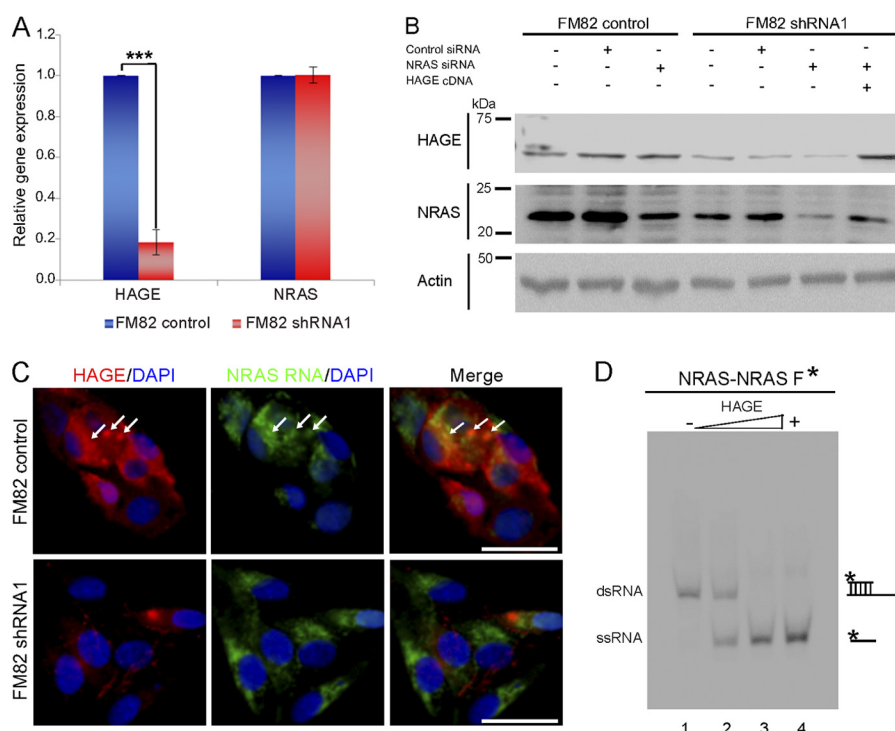 A
***
1.2
1.0
0.8
0.6
0.4
0.2
0.0
Relative gene expression
HAGE NRAS
FM82 control FM82 shRNA1
B
FM82 control FM82 shRNA1
Control siRNA - + - - + - -
NRAS siRNA - - + - - + +
HAGE cDNA - - - - - - +
kDa
75
HAGE
25
NRAS
20
50
Actin
C
HAGE/DAPI NRAS RNA/DAPI Merge
FM82 control
FM82 shRNA1
D
NRAS-NRAS F*
HAGE
- +
*
dsRNA
ssRNA *
1 2 3 4